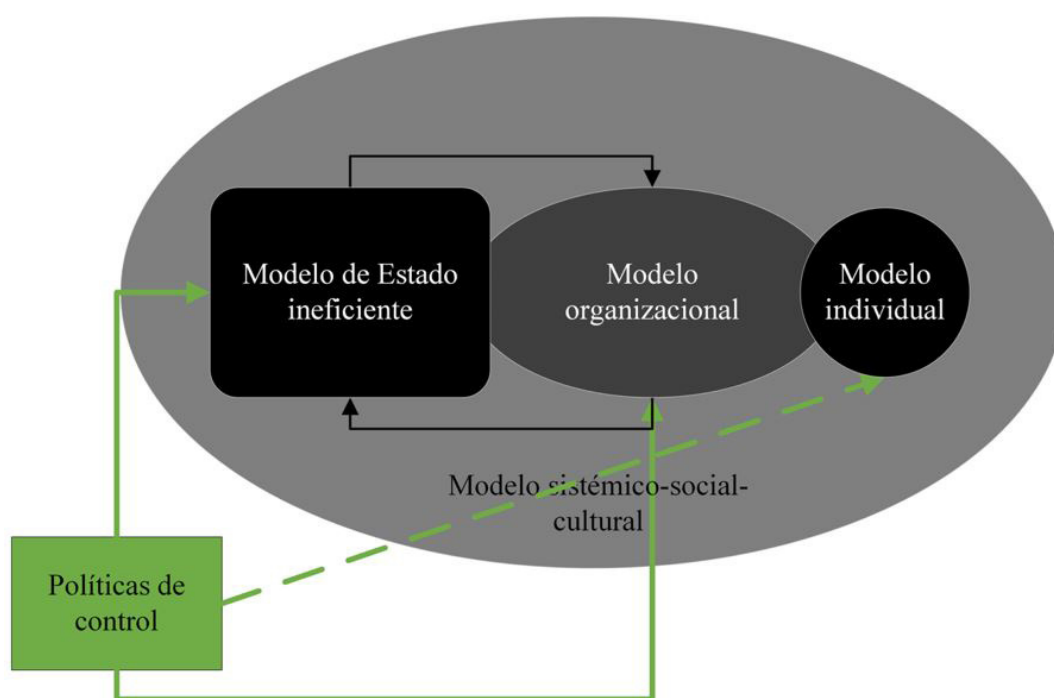 Modelo de Estado
ineficiente
Modelo
organizacional
Modelo
individual
Modelo sistémico-social-
cultural
Políticas de
control